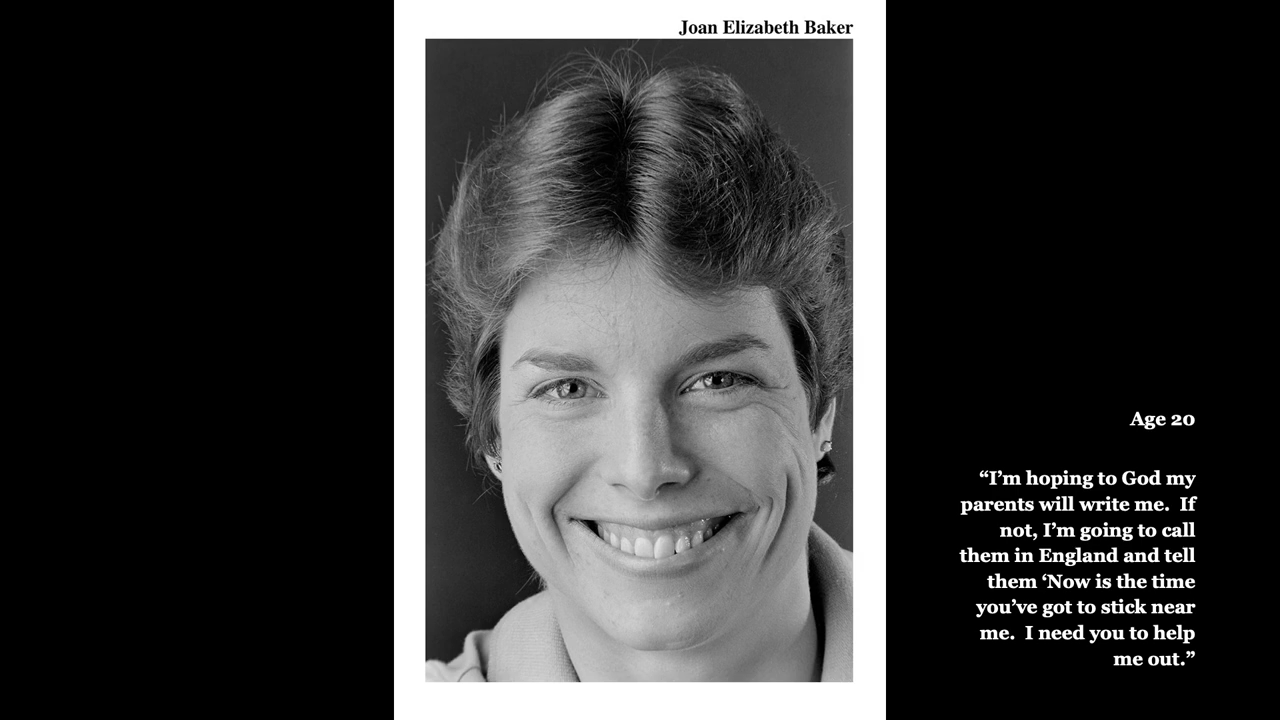 Joan Elizabeth Baker
Age 20
“I’m hoping to God my
parents will write me.  If
not, I’m going to call
them in England and tell
them ‘Now is the time
you’ve got to stick near
me.  I need you to help
me out.”